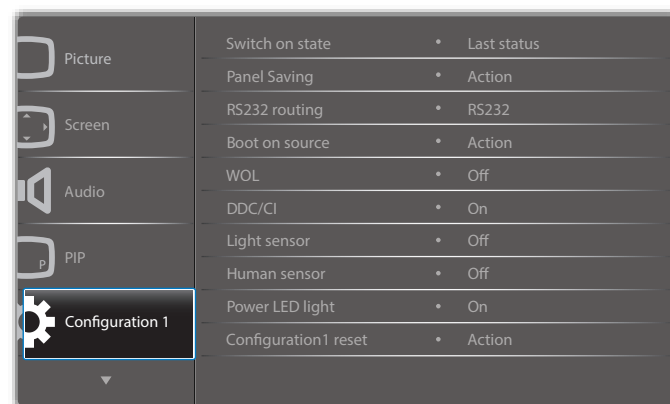 Picture
Screen
Audio
PIP
P
Configuration 1
Switch on state • Last status
Panel Saving • Action
RS232 routing • RS232
Boot on source • Action
WOL • Off
DDC/CI • On
Light sensor • Off
Human sensor • Off
Power LED light • On
Configuration1 reset • Action